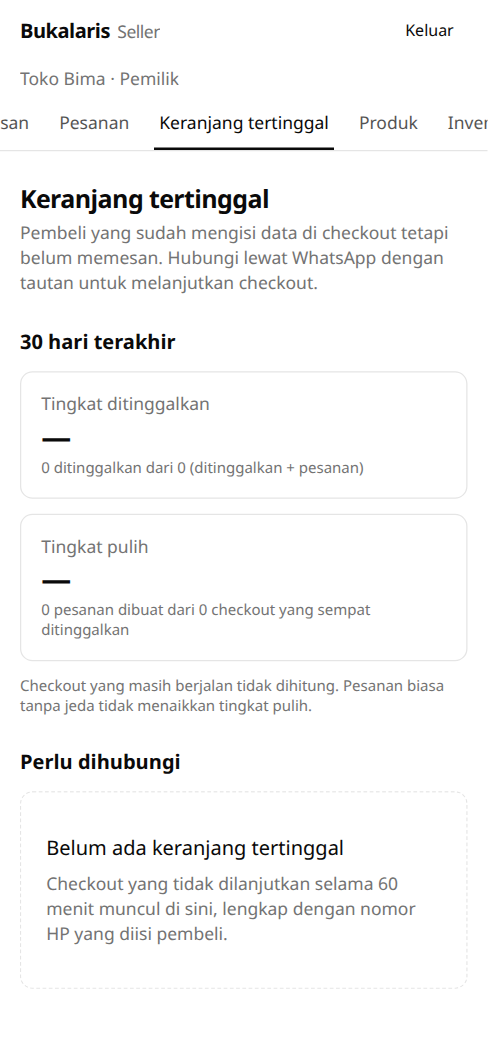 Bukalaris Seller
Keluar
Toko Bima · Pemilik
san Pesanan Keranjang tertinggal Produk Inver
Keranjang tertinggal
Pembeli yang sudah mengisi data di checkout tetapi
belum memesan. Hubungi lewat WhatsApp dengan
tautan untuk melanjutkan checkout.
30 hari terakhir
Tingkat ditinggalkan
—
0 ditinggalkan dari 0 (ditinggalkan + pesanan)
Tingkat pulih
—
0 pesanan dibuat dari 0 checkout yang sempat
ditinggalkan
Checkout yang masih berjalan tidak dihitung. Pesanan biasa
tanpa jeda tidak menaikkan tingkat pulih.
Perlu dihubungi
Belum ada keranjang tertinggal
Checkout yang tidak dilanjutkan selama 60
menit muncul di sini, lengkap dengan nomor
HP yang diisi pembeli.